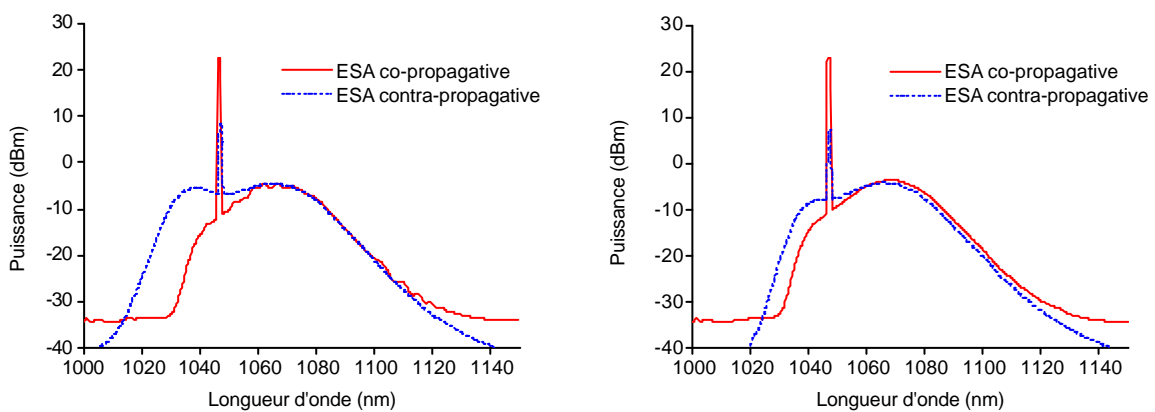 30
20
10
0
-10
-20
-30
-40
Puissance (dBm)
ESA co-propagative
ESA contra-propagative
1000 1020 1040 1060 1080 1100 1120 1140
Longueur d'onde (nm)
30
20
10
0
-10
-20
-30
-40
Puissance (dBm)
ESA co-propagative
ESA contra-propagative
1000 1020 1040 1060 1080 1100 1120 1140
Longueur d'onde (nm)